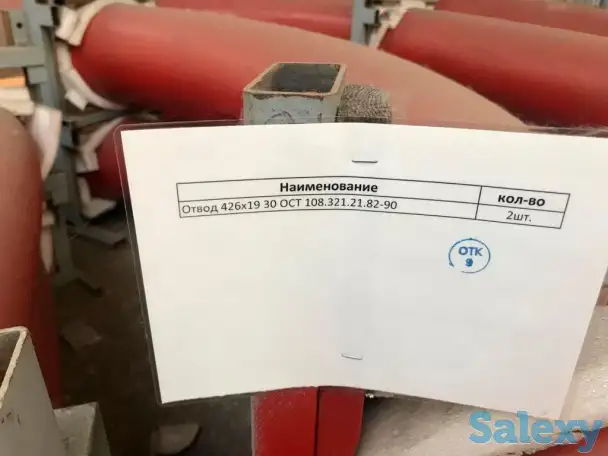 Наименование кол-во
Отвод 426х19 30 ОСТ 108.321.21.82-90 2шт.
ОТК
9
Salexy